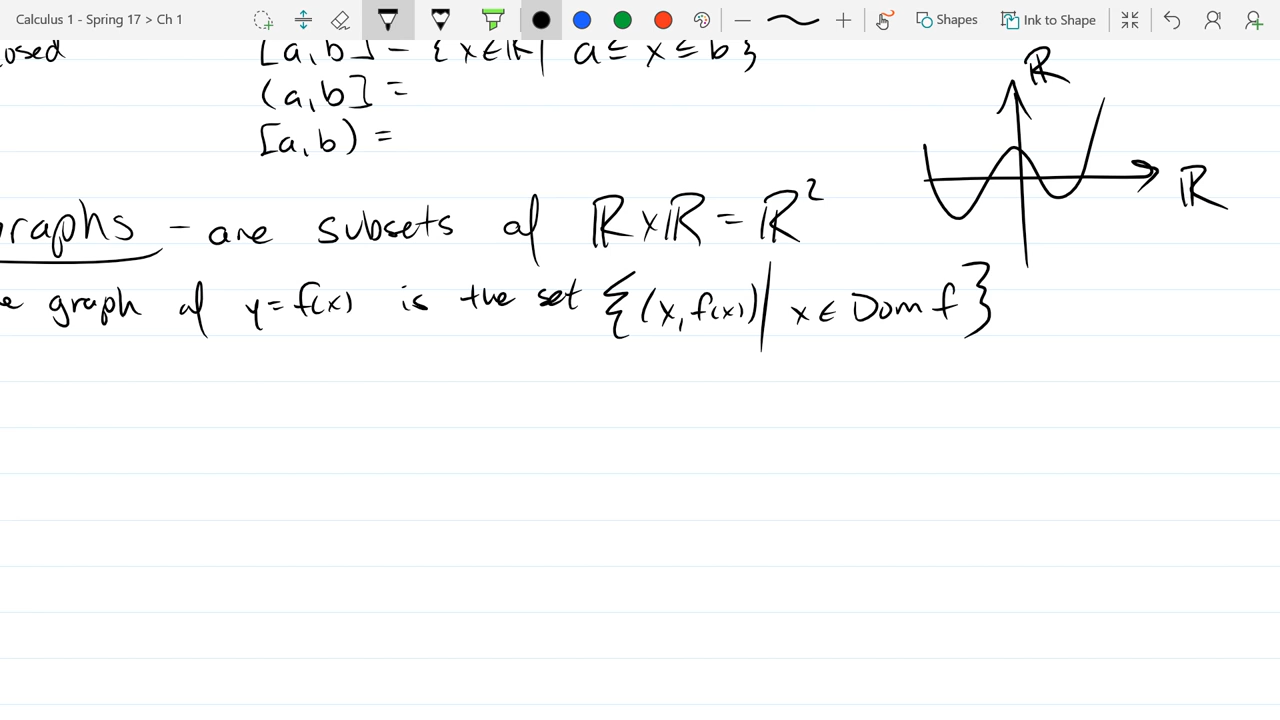 Calculus 1 - Spring 17 > Ch 1 Shapes Ink to Shape
osed [a,b] = {x∈ℝ| a≤ x ≤ b}
(a,b] =
[a,b) =
ℝ
ℝ
raphs - are subsets of ℝ×ℝ = ℝ²
e graph of y=f(x) is the set {(x,f(x))| x∈ Dom f}